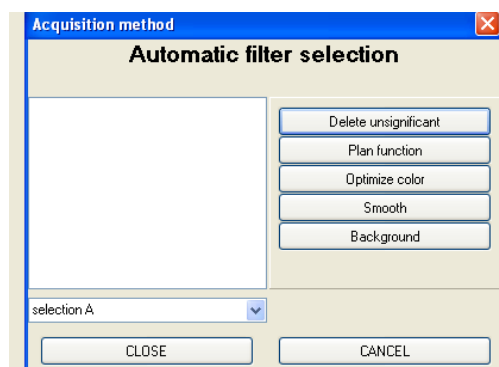 Acquisition method
Automatic filter selection
Delete unsignificant
Plan function
Optimize color
Smooth
Background
selection A
CLOSE
CANCEL